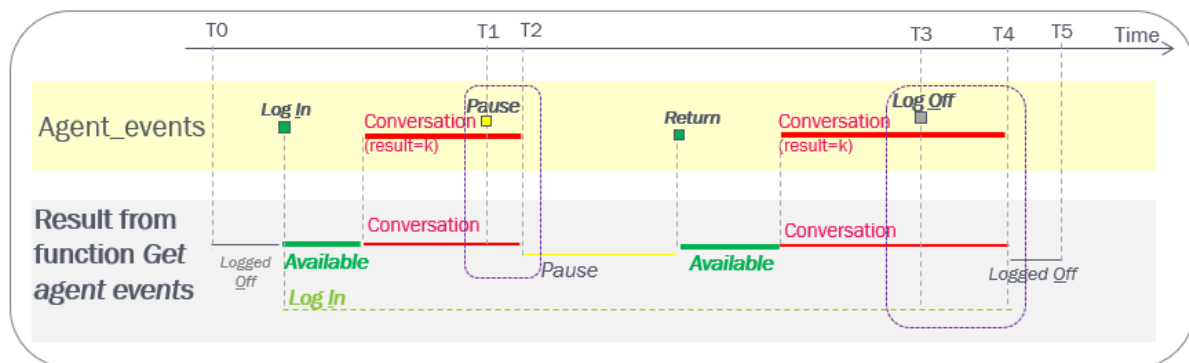 T0
T1
T2
T3
T4
T5
Time
Agent_events
Log In
Conversation
(result=k)
Pause
Return
Conversation
(result=k)
Log Off
Result from
function Get
agent events
Logged
Off
Available
Conversation
Pause
Available
Conversation
Logged Off
Log In